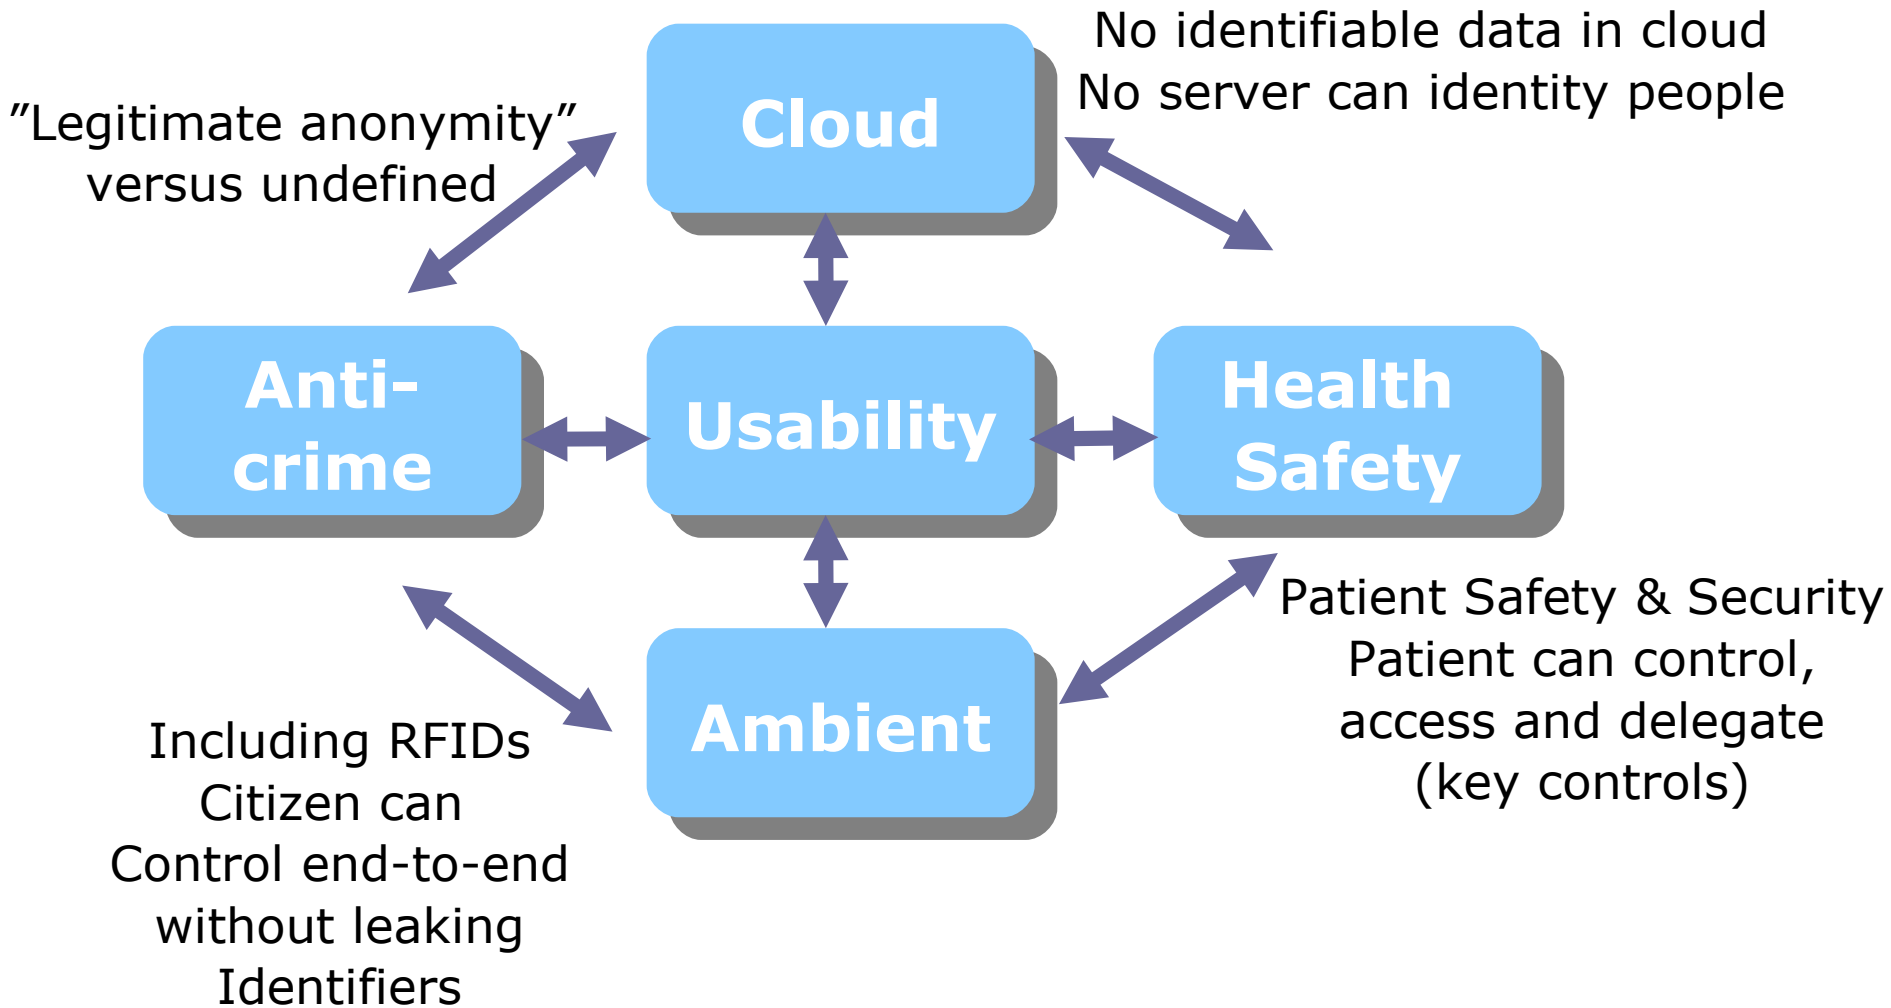 No identifiable data in cloud
No server can identity people
Cloud
”Legitimate anonymity”
versus undefined
Anti-
crime
Usability
Health
Safety
Patient Safety & Security
Patient can control,
access and delegate
(key controls)
Ambient
Including RFIDs
Citizen can
Control end-to-end
without leaking
Identifiers